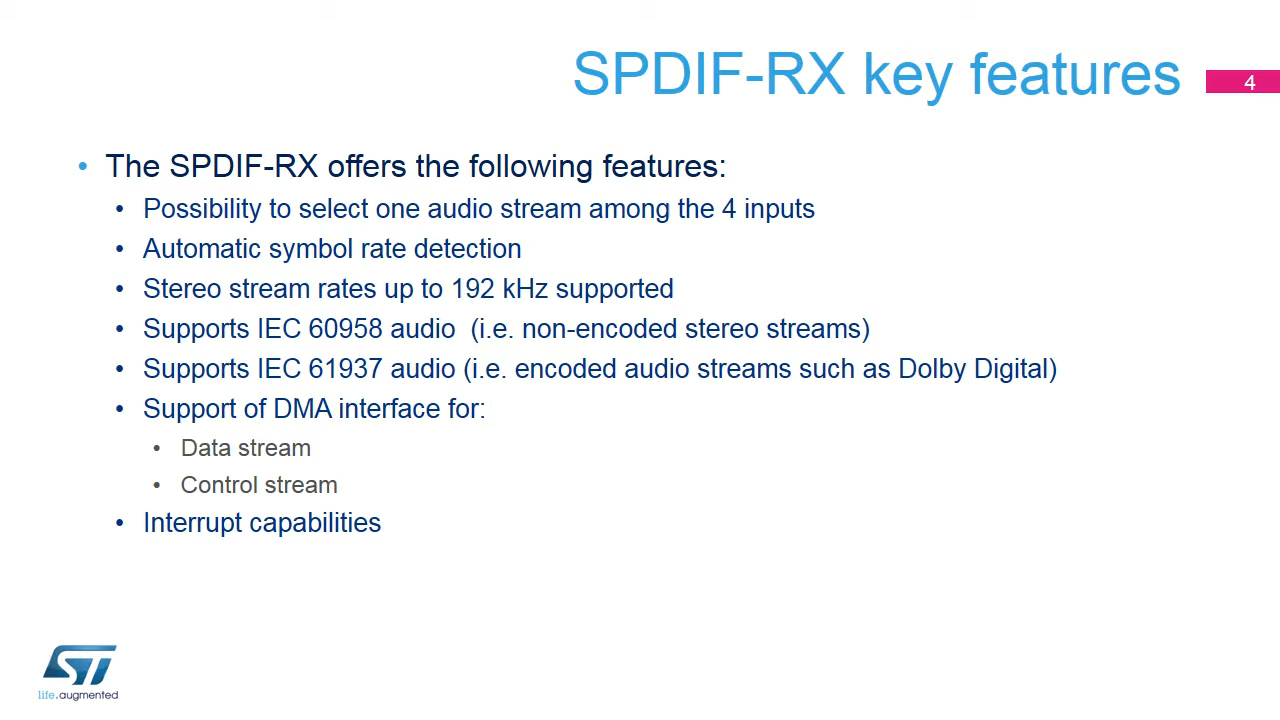 SPDIF-RX key features
4
• The SPDIF-RX offers the following features:
• Possibility to select one audio stream among the 4 inputs
• Automatic symbol rate detection
• Stereo stream rates up to 192 kHz supported
• Supports IEC 60958 audio  (i.e. non-encoded stereo streams)
• Supports IEC 61937 audio (i.e. encoded audio streams such as Dolby Digital)
• Support of DMA interface for:
• Data stream
• Control stream
• Interrupt capabilities
ST
life.augmented